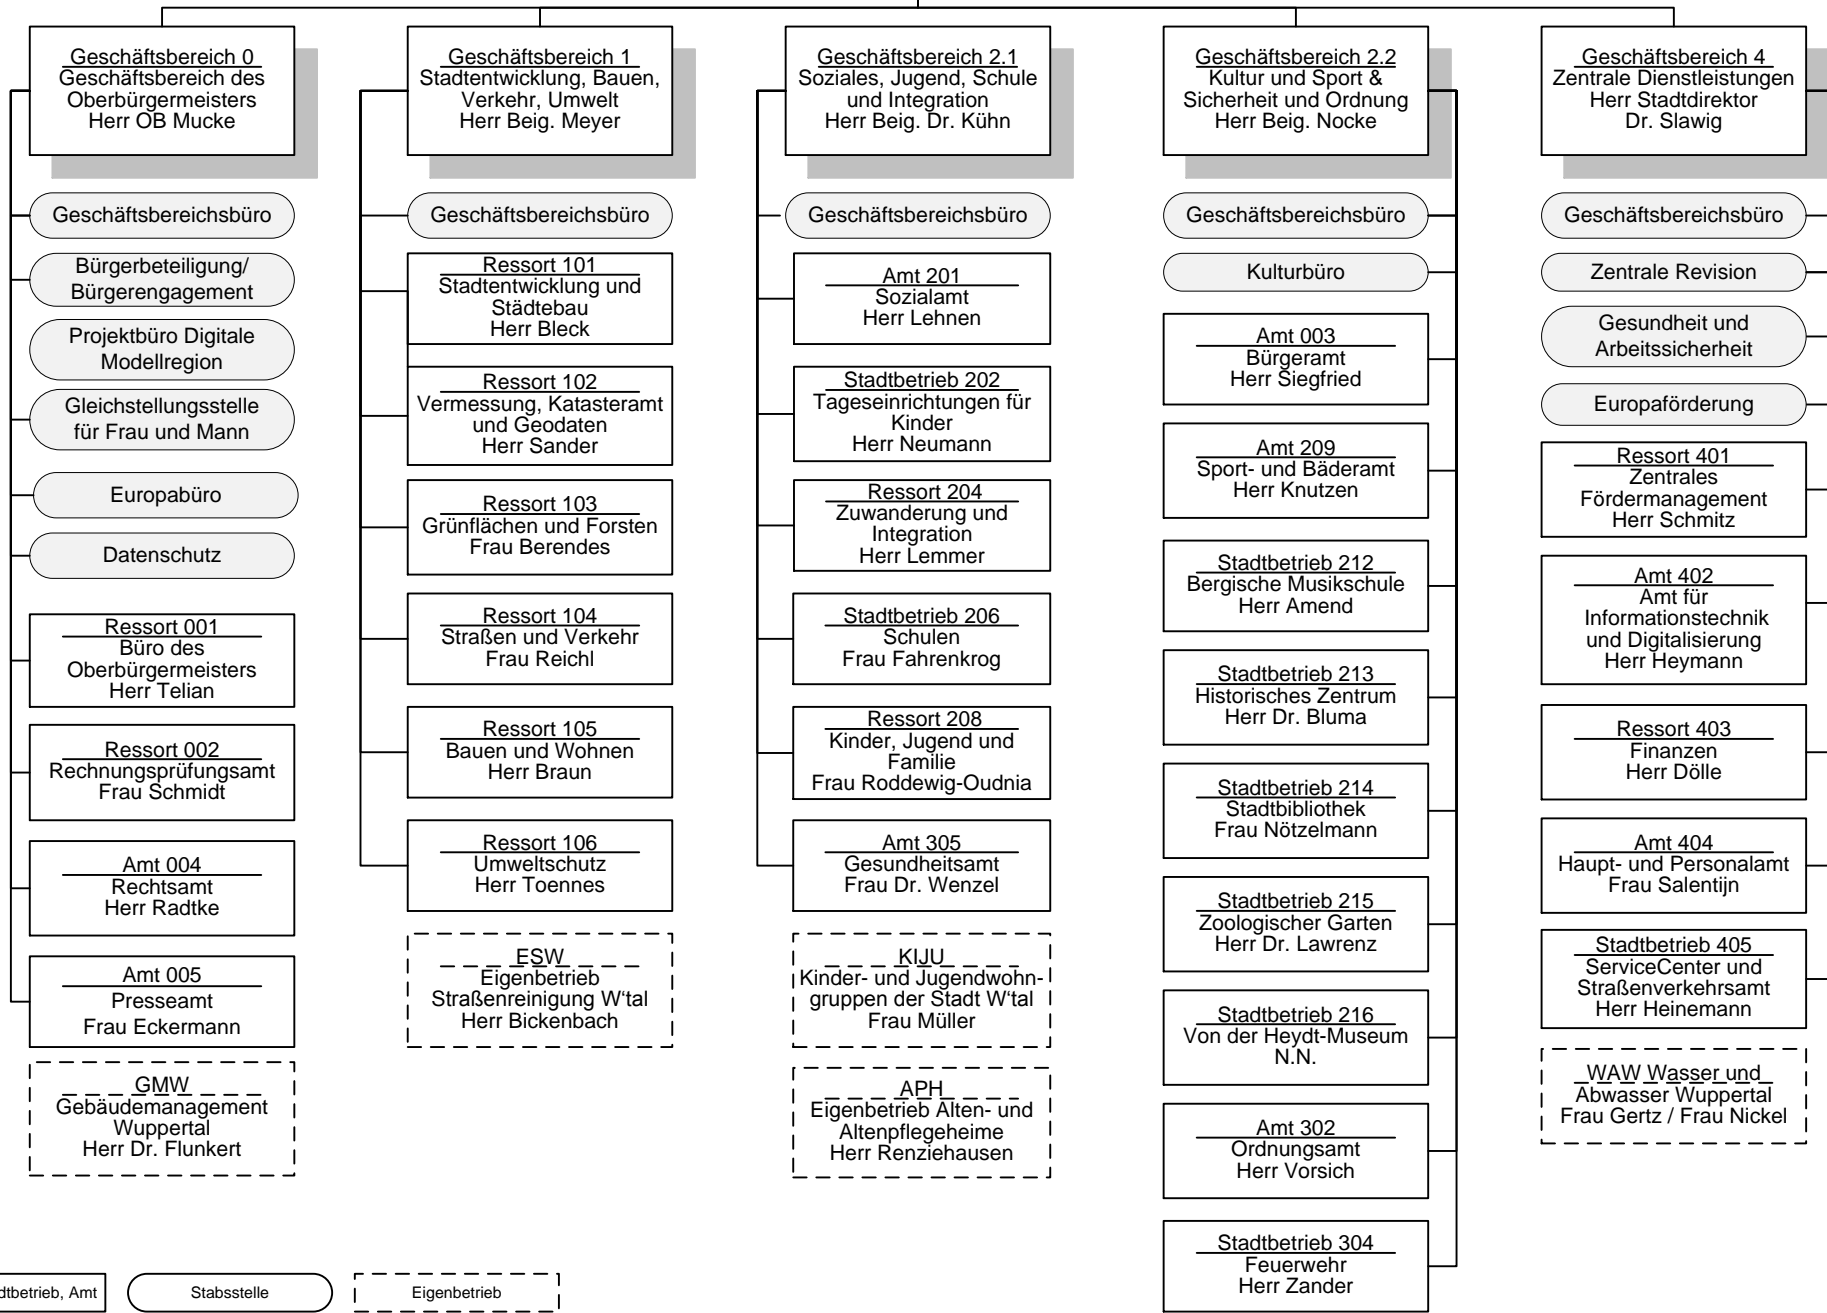 Geschäftsbereich 0
Geschäftsbereich des
Oberbürgermeisters
Herr OB Mucke
Geschäftsbereichsbüro
Bürgerbeteiligung/
Bürgerengagement
Projektbüro Digitale
Modellregion
Gleichstellungsstelle
für Frau und Mann
Europabüro
Datenschutz
Ressort 001
Büro des
Oberbürgermeisters
Herr Telian
Ressort 002
Rechnungsprüfungsamt
Frau Schmidt
Amt 004
Rechtsamt
Herr Radtke
Amt 005
Presseamt
Frau Eckermann
GMW
Gebäudemanagement
Wuppertal
Herr Dr. Flunkert
Geschäftsbereich 1
Stadtentwicklung, Bauen,
Verkehr, Umwelt
Herr Beig. Meyer
Geschäftsbereichsbüro
Ressort 101
Stadtentwicklung und
Städtebau
Herr Bleck
Ressort 102
Vermessung, Katasteramt
und Geodaten
Herr Sander
Ressort 103
Grünflächen und Forsten
Frau Berendes
Ressort 104
Straßen und Verkehr
Frau Reichl
Ressort 105
Bauen und Wohnen
Herr Braun
Ressort 106
Umweltschutz
Herr Toennes
ESW
Eigenbetrieb
Straßenreinigung W‘tal
Herr Bickenbach
Geschäftsbereich 2.1
Soziales, Jugend, Schule
und Integration
Herr Beig. Dr. Kühn
Geschäftsbereichsbüro
Amt 201
Sozialamt
Herr Lehnen
Stadtbetrieb 202
Tageseinrichtungen für
Kinder
Herr Neumann
Ressort 204
Zuwanderung und
Integration
Herr Lemmer
Stadtbetrieb 206
Schulen
Frau Fahrenkrog
Ressort 208
Kinder, Jugend und
Familie
Frau Roddewig-Oudnia
Amt 305
Gesundheitsamt
Frau Dr. Wenzel
KIJU
Kinder- und Jugendwohn-
gruppen der Stadt W‘tal
Frau Müller
APH
Eigenbetrieb Alten- und
Altenpflegeheime
Herr Renziehausen
Geschäftsbereich 2.2
Kultur und Sport &
Sicherheit und Ordnung
Herr Beig. Nocke
Geschäftsbereichsbüro
Kulturbüro
Amt 003
Bürgeramt
Herr Siegfried
Amt 209
Sport- und Bäderamt
Herr Knutzen
Stadtbetrieb 212
Bergische Musikschule
Herr Amend
Stadtbetrieb 213
Historisches Zentrum
Herr Dr. Bluma
Stadtbetrieb 214
Stadtbibliothek
Frau Nötzelmann
Stadtbetrieb 215
Zoologischer Garten
Herr Dr. Lawrenz
Stadtbetrieb 216
Von der Heydt-Museum
N.N.
Amt 302
Ordnungsamt
Herr Vorsich
Stadtbetrieb 304
Feuerwehr
Herr Zander
Geschäftsbereich 4
Zentrale Dienstleistungen
Herr Stadtdirektor
Dr. Slawig
Geschäftsbereichsbüro
Zentrale Revision
Gesundheit und
Arbeitssicherheit
Europaförderung
Ressort 401
Zentrales
Fördermanagement
Herr Schmitz
Amt 402
Amt für
Informationstechnik
und Digitalisierung
Herr Heymann
Ressort 403
Finanzen
Herr Dölle
Amt 404
Haupt- und Personalamt
Frau Salentijn
Stadtbetrieb 405
ServiceCenter und
Straßenverkehrsamt
Herr Heinemann
WAW Wasser und
Abwasser Wuppertal
Frau Gertz / Frau Nickel
dtbetrieb, Amt
Stabsstelle
Eigenbetrieb